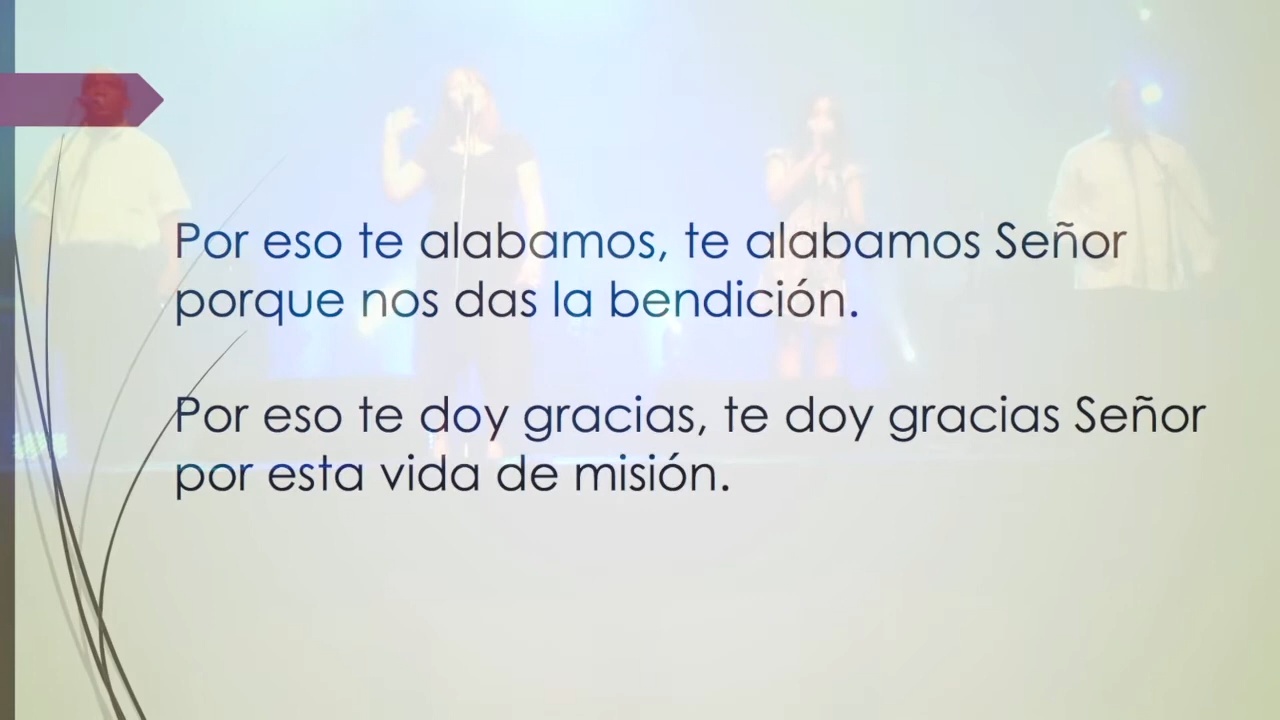 Por eso te alabamos, te alabamos Señor
porque nos das la bendición.
Por eso te doy gracias, te doy gracias Señor
por esta vida de misión.